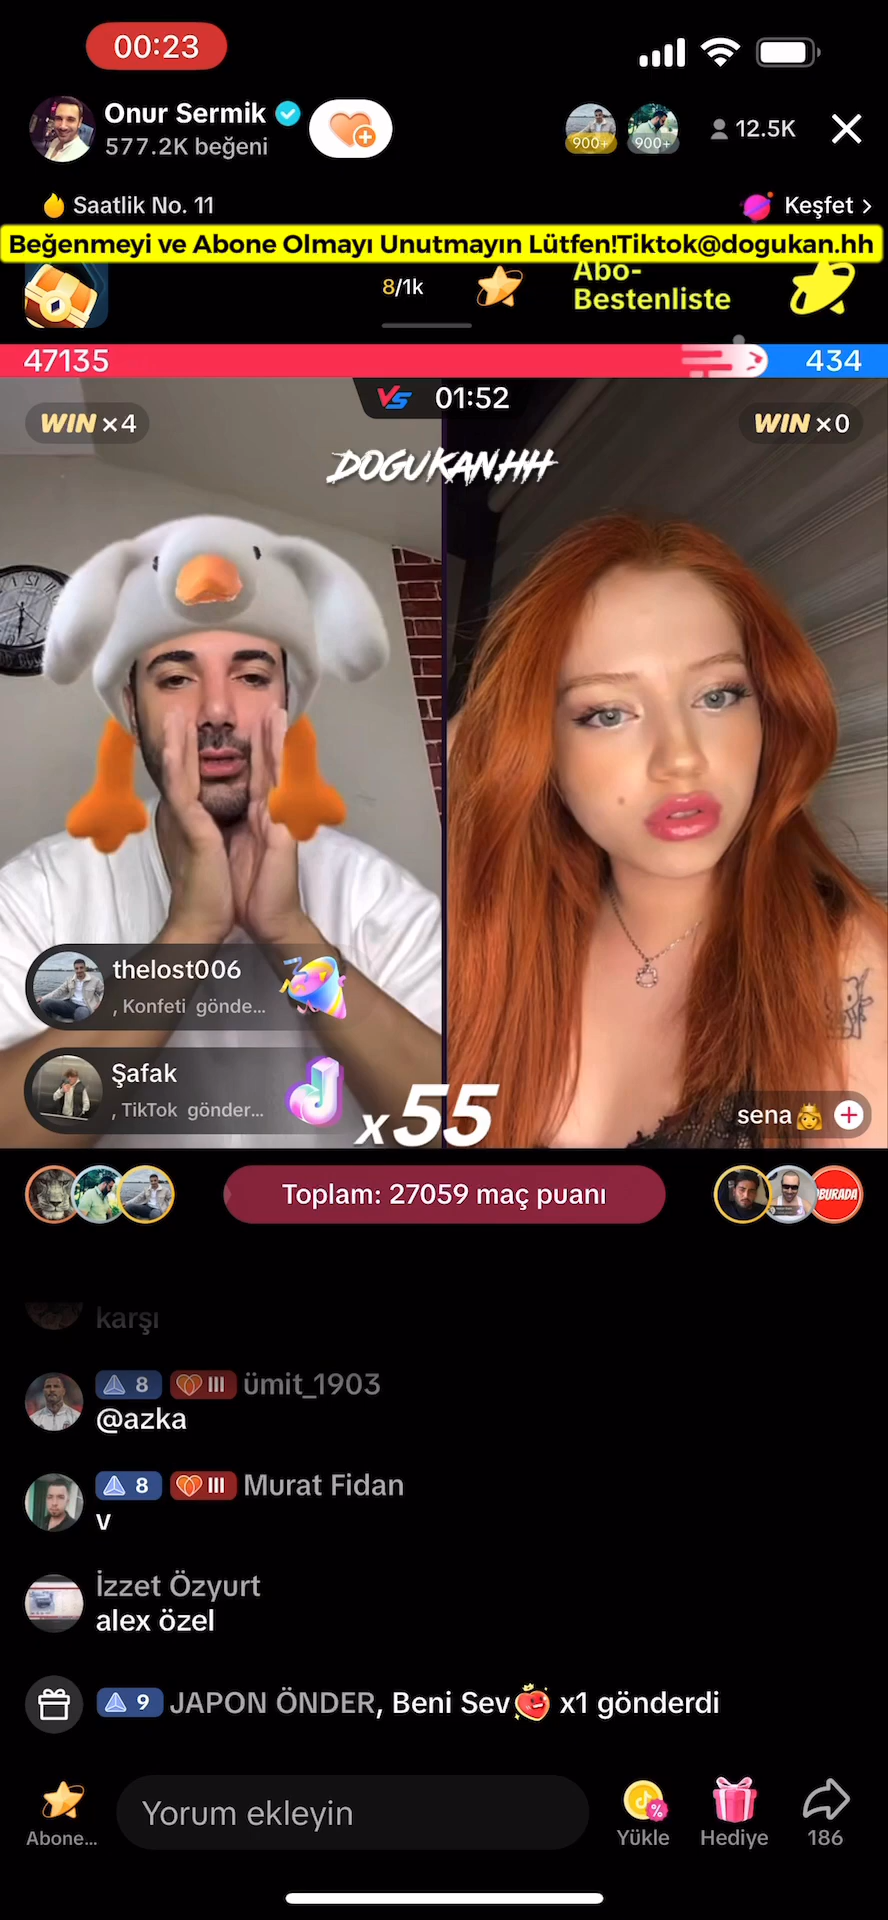 00:23
Onur Sermik
577.2K beğeni
900+
900+
12.5K
Saatlik No. 11
Keşfet >
Beğenmeyi ve Abone Olmayı Unutmayın Lütfen!Tiktok@dogukan.hh
8/1k
Abo-
Bestenliste
47135
434
VS 01:52
WIN ×4
WIN ×0
DOGUKAN.HH
thelost006
, Konfeti gönde...
Şafak
, TikTok gönder...
x55
sena
Toplam: 27059 maç puanı
BURADA
karşı
8 III ümit_1903
@azka
8 III Murat Fidan
v
İzzet Özyurt
alex özel
9 JAPON ÖNDER, Beni Sev x1 gönderdi
Abone...
Yorum ekleyin
Yükle
Hediye
186